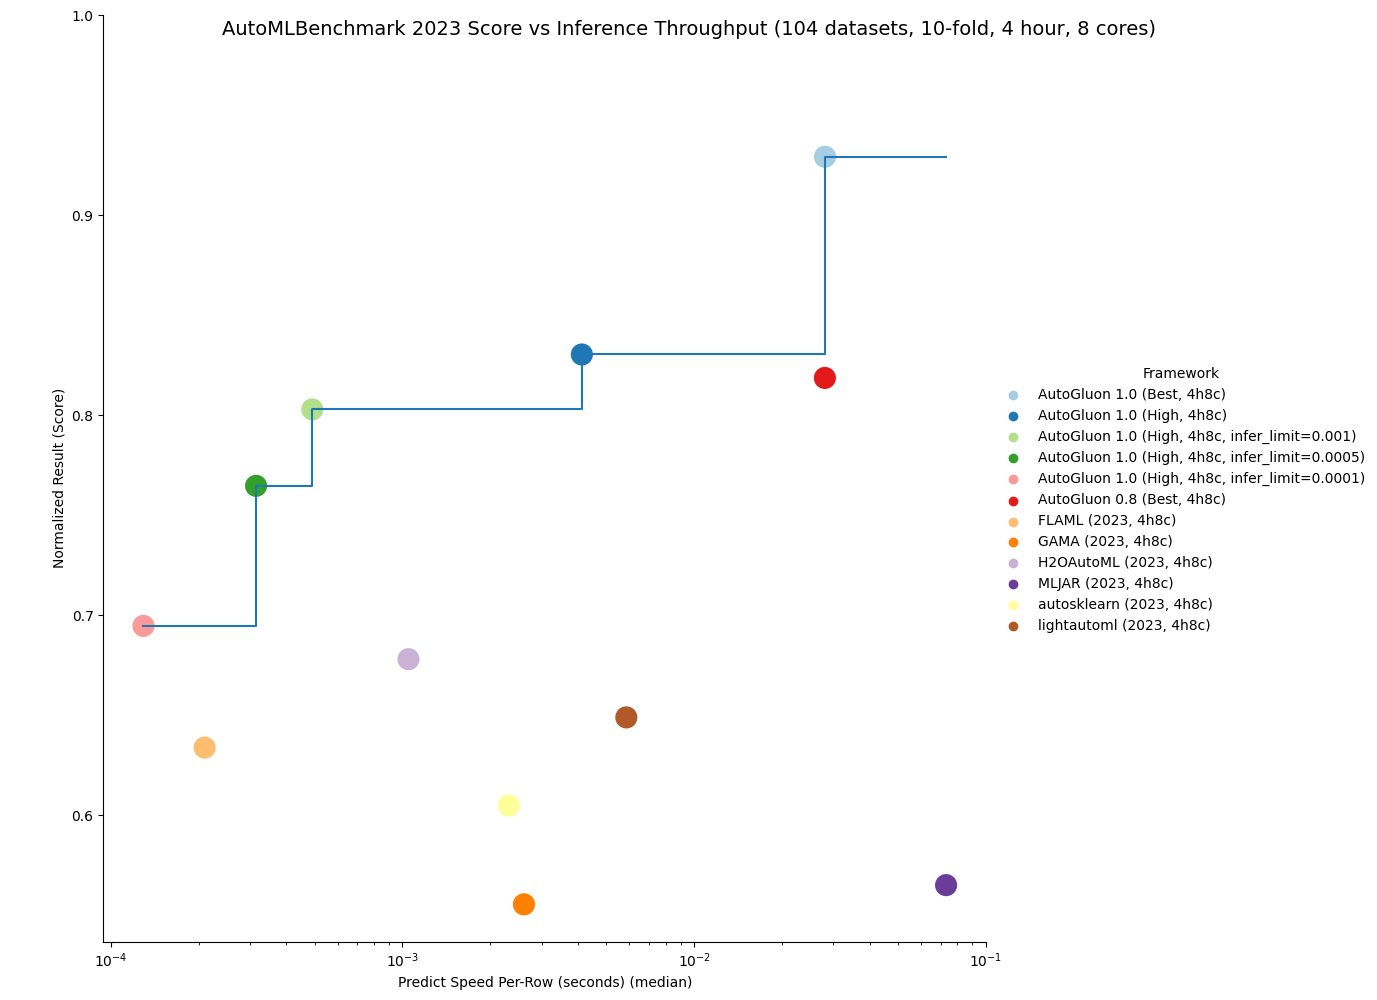 AutoMLBenchmark 2023 Score vs Inference Throughput (104 datasets, 10-fold, 4 hour, 8 cores)
1.0
0.9
0.8
0.7
0.6
Normalized Result (Score)
10⁻⁴
10⁻³
10⁻²
10⁻¹
Predict Speed Per-Row (seconds) (median)
Framework
AutoGluon 1.0 (Best, 4h8c)
AutoGluon 1.0 (High, 4h8c)
AutoGluon 1.0 (High, 4h8c, infer_limit=0.001)
AutoGluon 1.0 (High, 4h8c, infer_limit=0.0005)
AutoGluon 1.0 (High, 4h8c, infer_limit=0.0001)
AutoGluon 0.8 (Best, 4h8c)
FLAML (2023, 4h8c)
GAMA (2023, 4h8c)
H2OAutoML (2023, 4h8c)
MLJAR (2023, 4h8c)
autosklearn (2023, 4h8c)
lightautoml (2023, 4h8c)